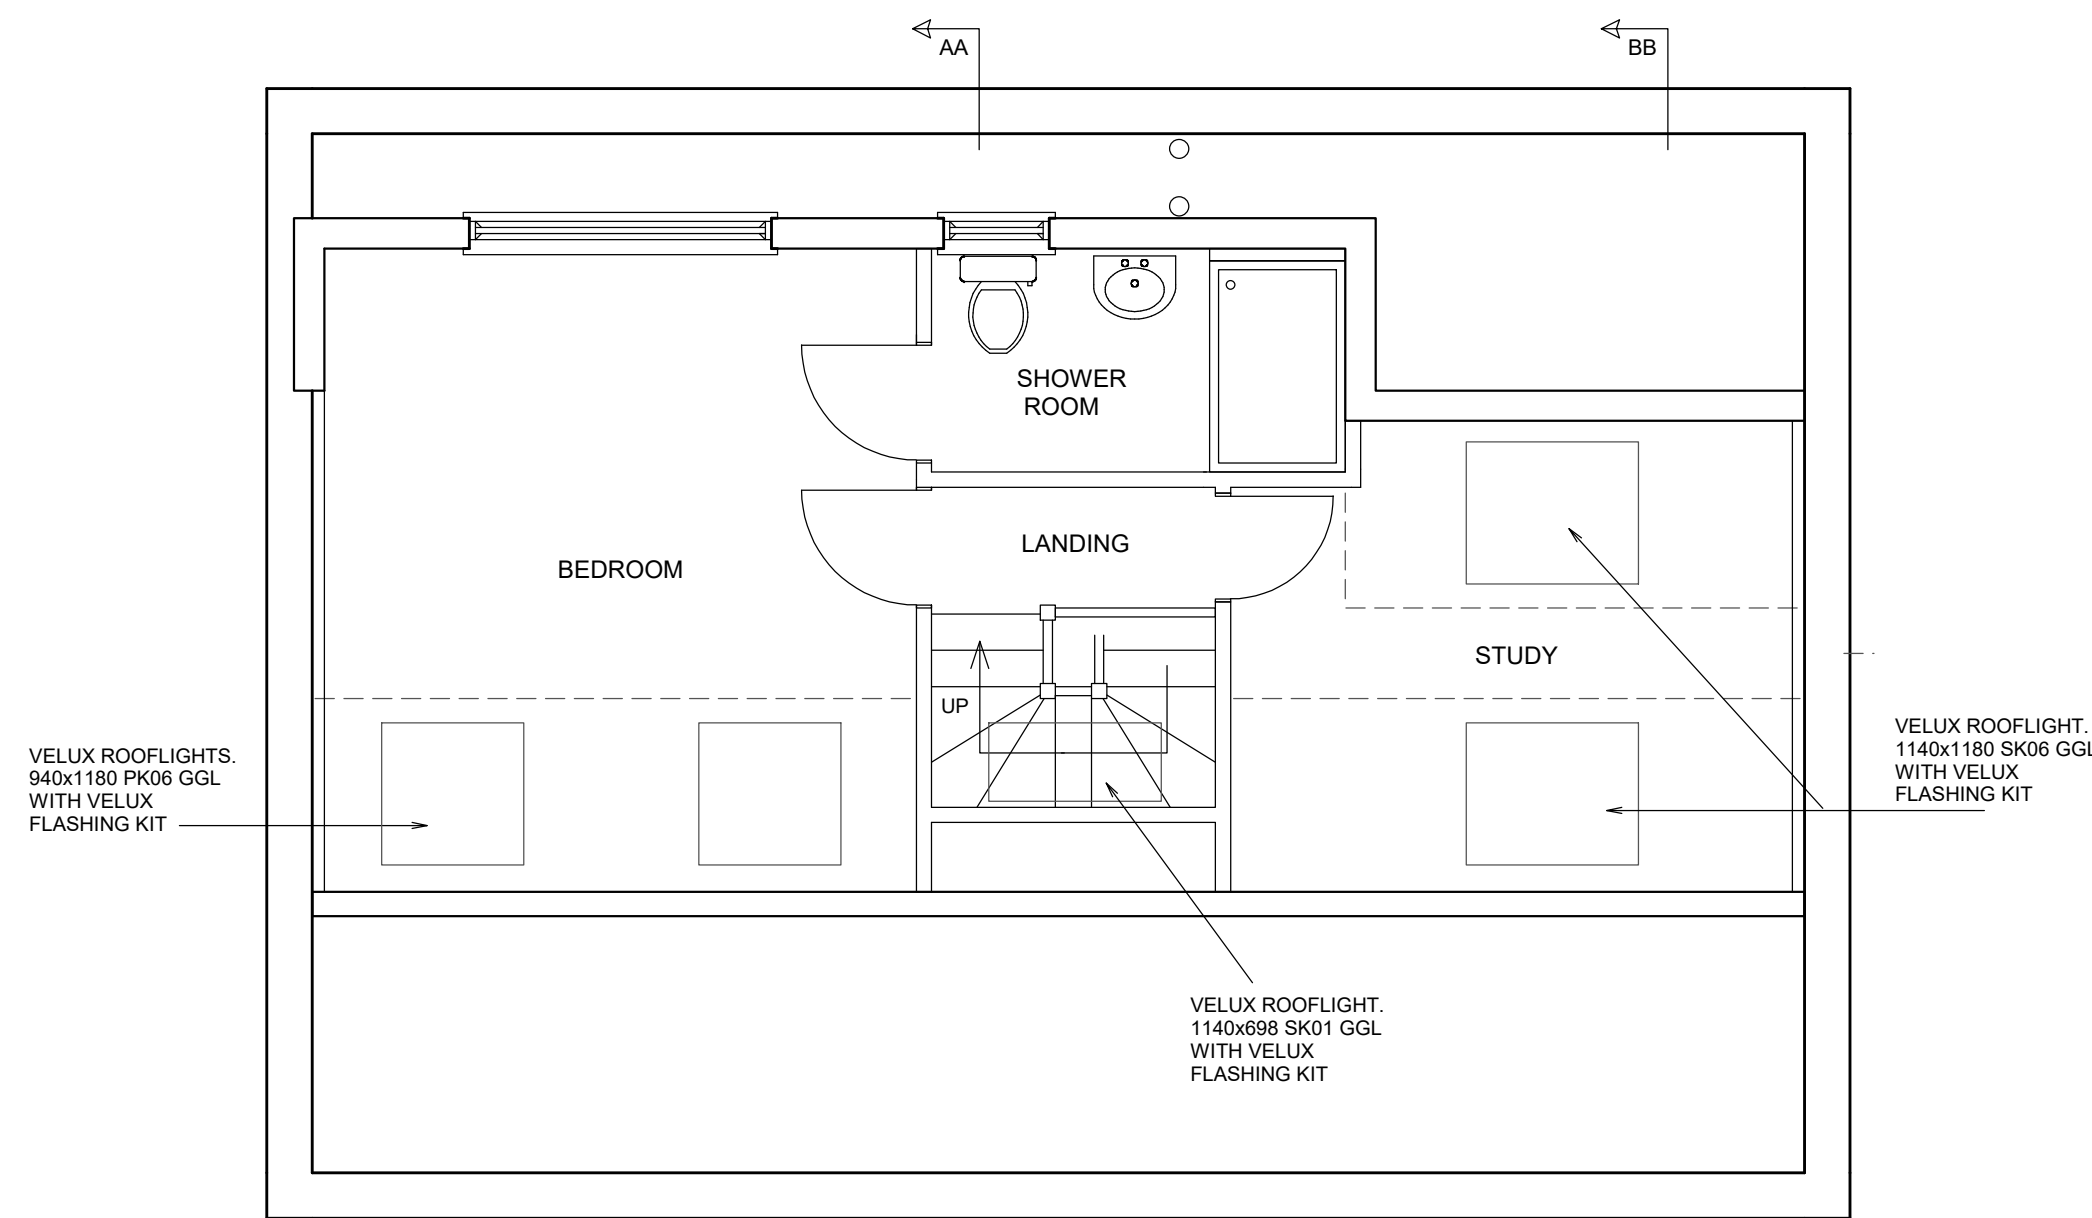 AA
BB
SHOWER
ROOM
LANDING
BEDROOM
STUDY
UP
VELUX ROOFLIGHTS.
940x1180 PK06 GGL
WITH VELUX
FLASHING KIT
VELUX ROOFLIGHT.
1140x1180 SK06 GGL
WITH VELUX
FLASHING KIT
VELUX ROOFLIGHT.
1140x698 SK01 GGL
WITH VELUX
FLASHING KIT